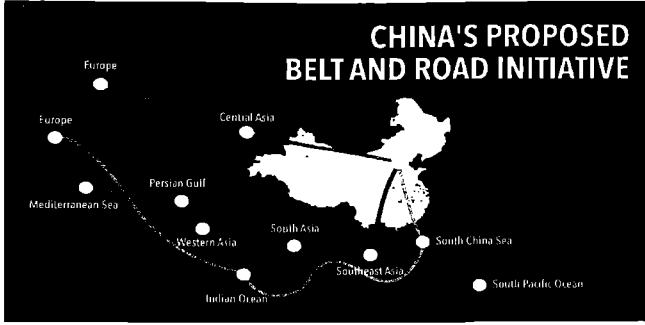 CHINA'S PROPOSED
BELT AND ROAD INITIATIVE
Europe
Europe
Central Asia
Persian Gulf
Mediterranean Sea
Western Asia
South Asia
South China Sea
Southeast Asia
Indian Ocean
South Pacific Ocean